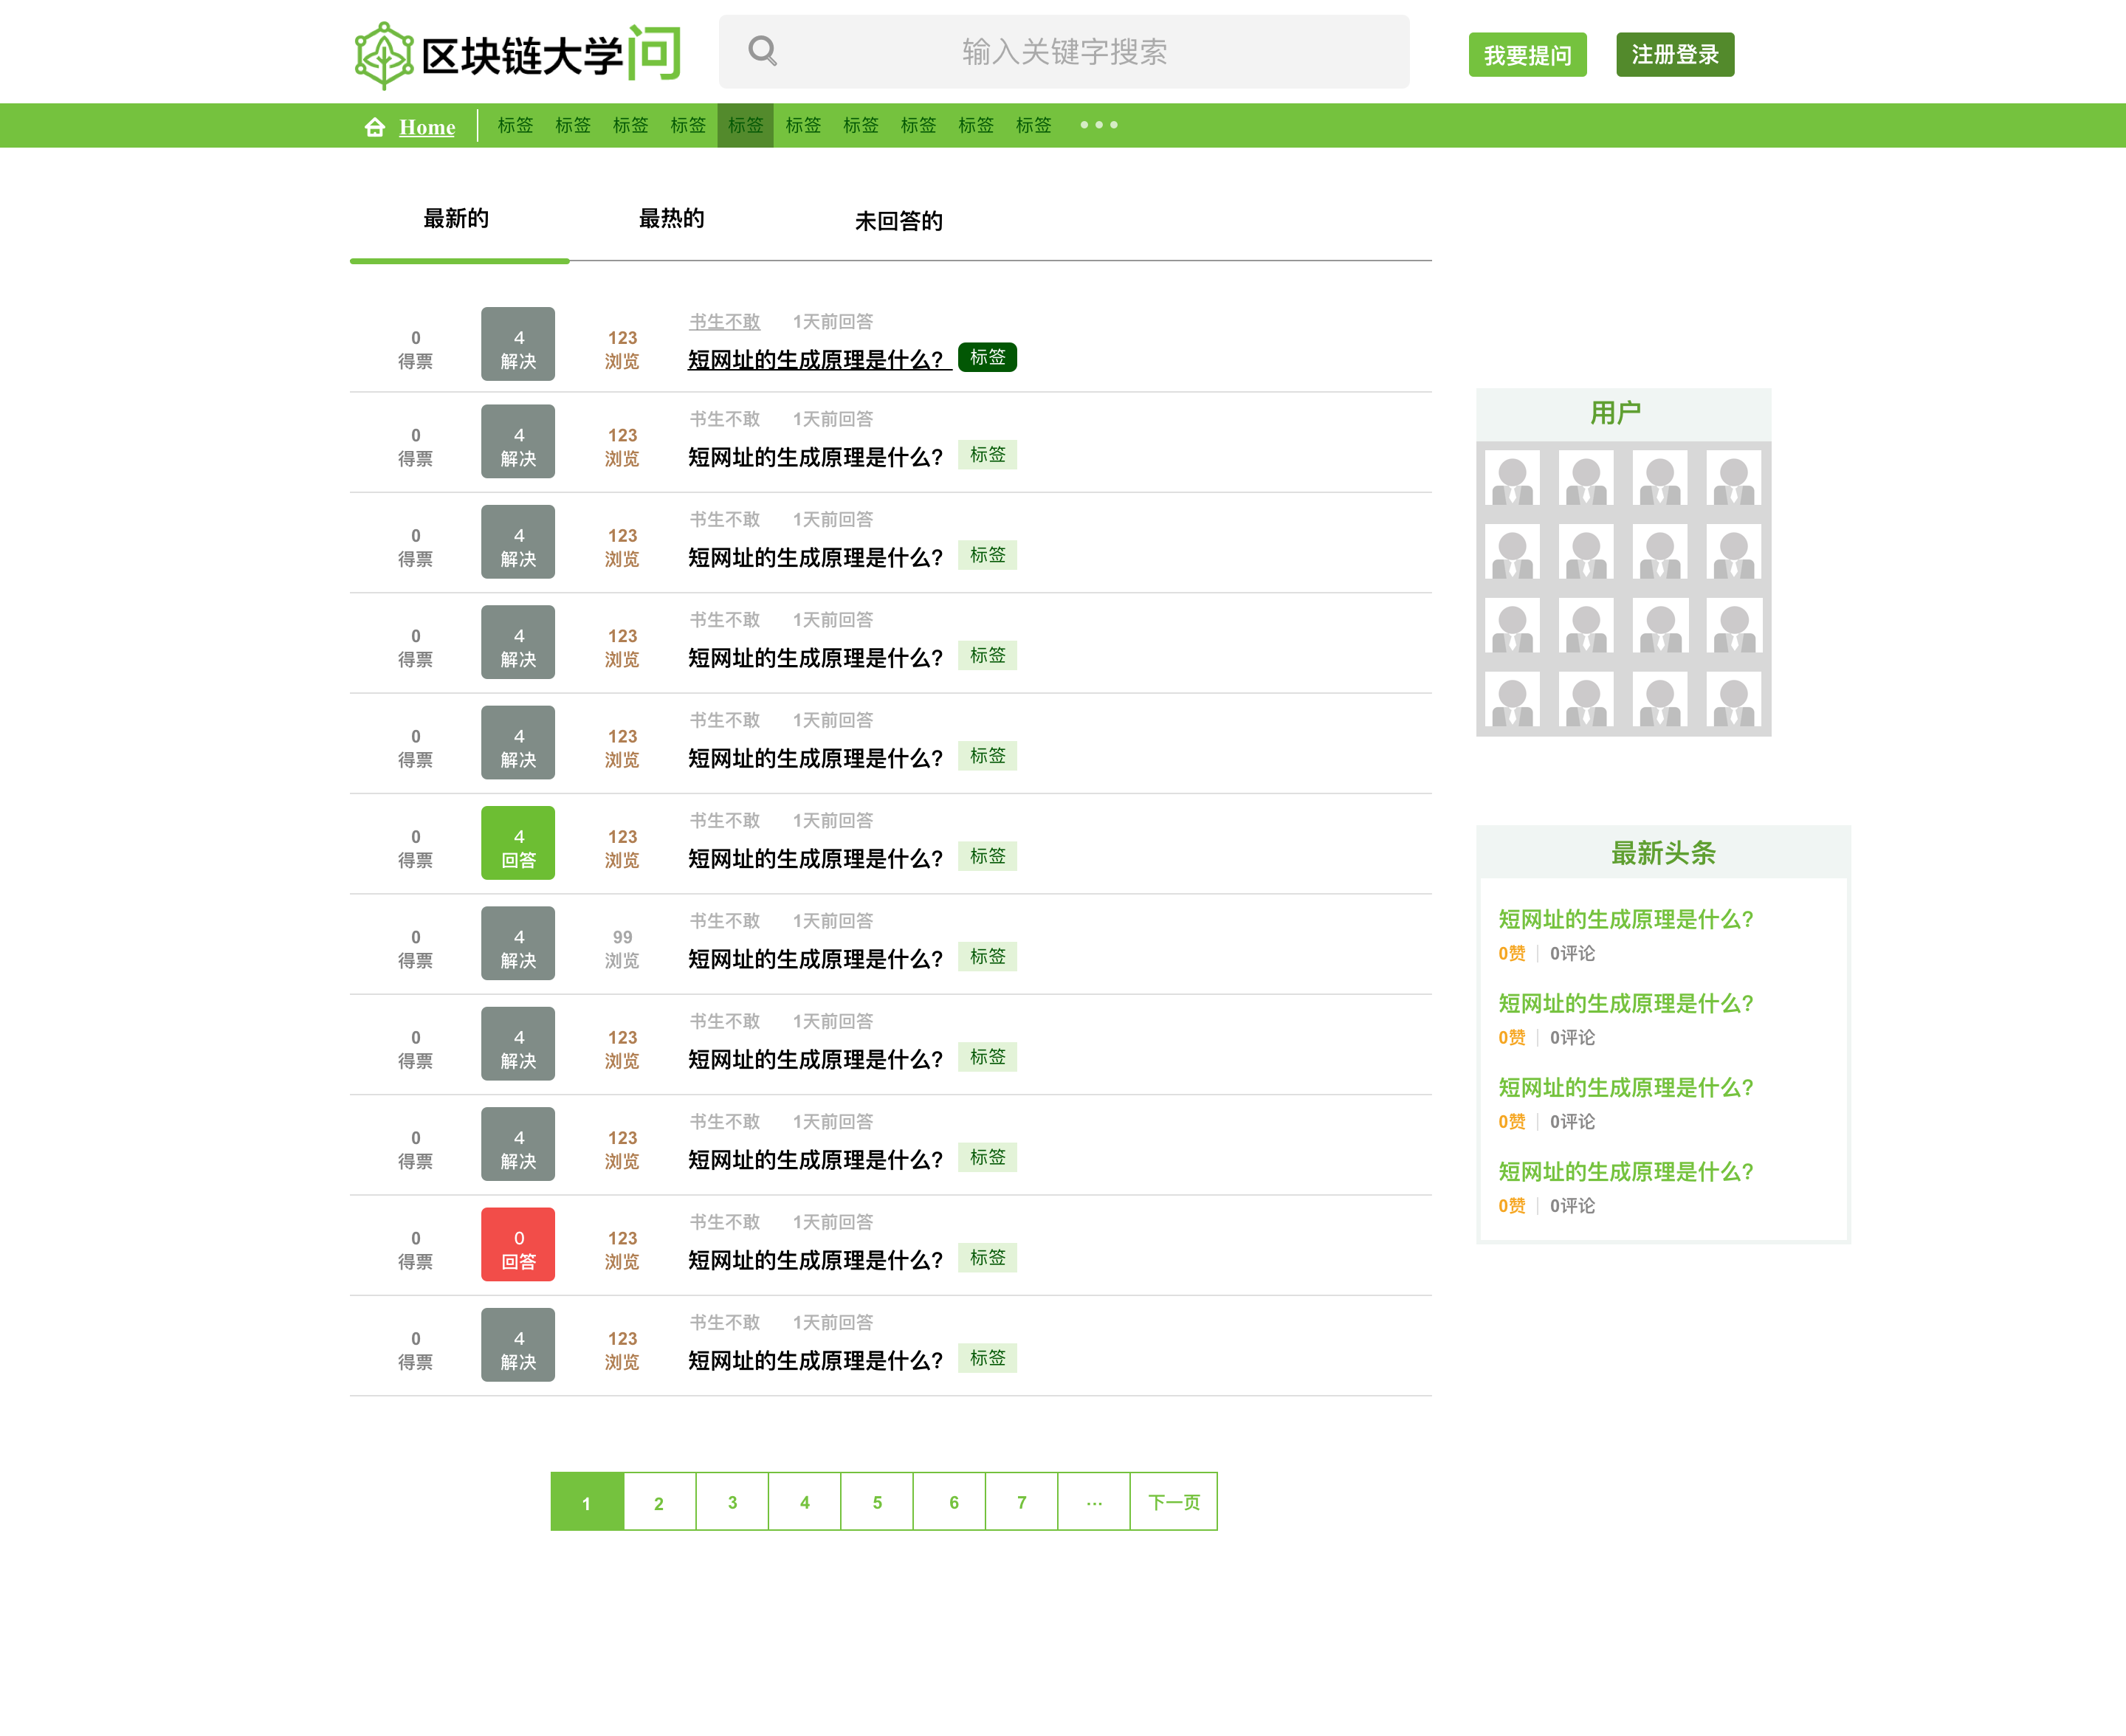 区块链大学问
输入关键字搜索
我要提问
注册登录
Home 标签 标签 标签 标签 标签 标签 标签 标签 标签 标签
最新的 最热的 未回答的
书生不敢 1天前回答
0 4 123
得票 解决 浏览
短网址的生成原理是什么? 标签
书生不敢 1天前回答
0 4 123
得票 解决 浏览
短网址的生成原理是什么? 标签
书生不敢 1天前回答
0 4 123
得票 解决 浏览
短网址的生成原理是什么? 标签
书生不敢 1天前回答
0 4 123
得票 解决 浏览
短网址的生成原理是什么? 标签
书生不敢 1天前回答
0 4 123
得票 解决 浏览
短网址的生成原理是什么? 标签
书生不敢 1天前回答
0 4 123
得票 回答 浏览
短网址的生成原理是什么? 标签
书生不敢 1天前回答
0 4 99
得票 解决 浏览
短网址的生成原理是什么? 标签
书生不敢 1天前回答
0 4 123
得票 解决 浏览
短网址的生成原理是什么? 标签
书生不敢 1天前回答
0 4 123
得票 解决 浏览
短网址的生成原理是什么? 标签
书生不敢 1天前回答
0 0 123
得票 回答 浏览
短网址的生成原理是什么? 标签
书生不敢 1天前回答
0 4 123
得票 解决 浏览
短网址的生成原理是什么? 标签
1 2 3 4 5 6 7 ... 下一页
用户
最新头条
短网址的生成原理是什么?
0赞 0评论
短网址的生成原理是什么?
0赞 0评论
短网址的生成原理是什么?
0赞 0评论
短网址的生成原理是什么?
0赞 0评论